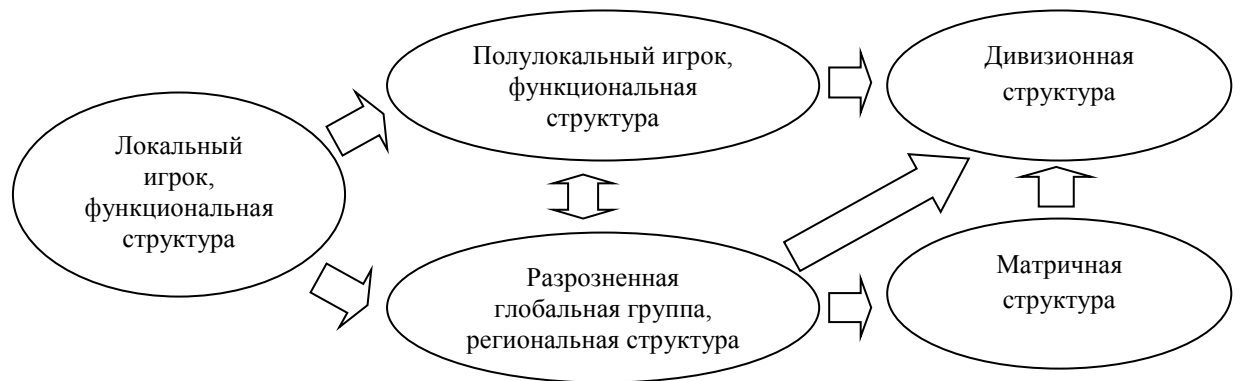 Локальный
игрок,
функциональная
структура
Полулокальный игрок,
функциональная
структура
Разрозненная
глобальная группа,
региональная структура
Дивизионная
структура
Матричная
структура